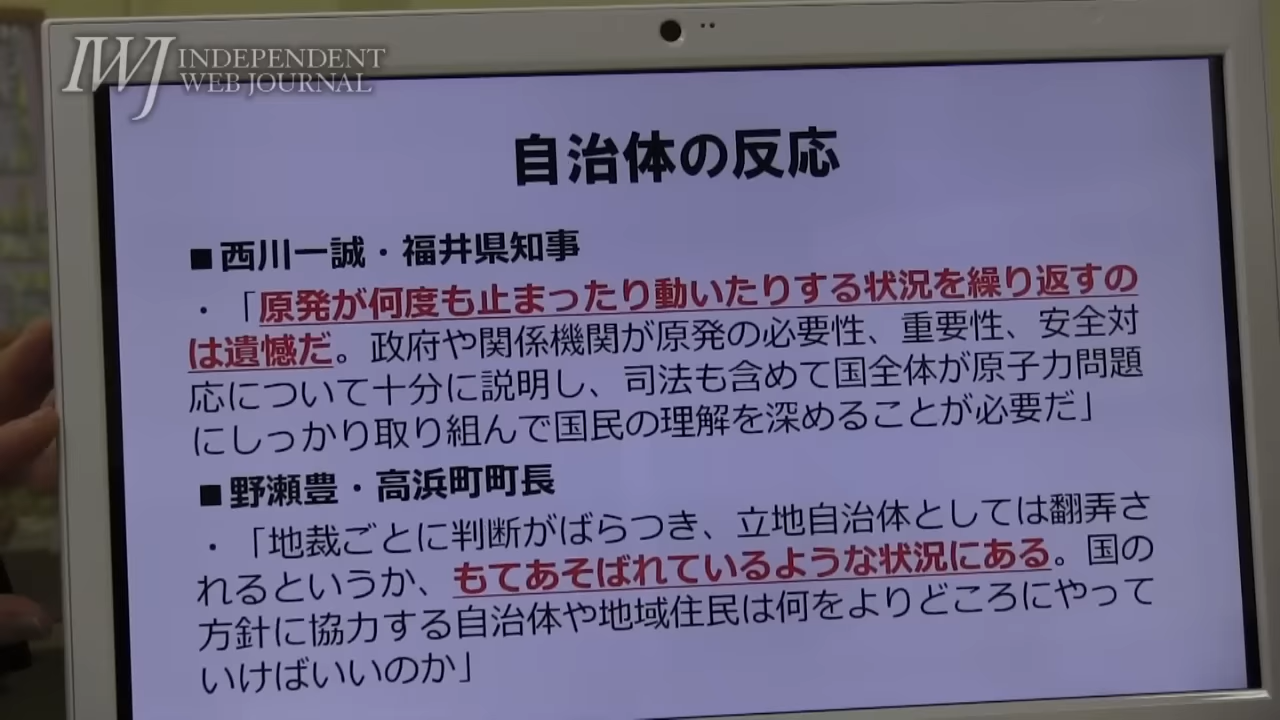 IWJ INDEPENDENT
WEB JOURNAL
自治体の反応
■西川一誠・福井県知事
・「原発が何度も止まったり動いたりする状況を繰り返すの
は遺憾だ。政府や関係機関が原発の必要性、重要性、安全対
応について十分に説明し、司法も含めて国全体が原子力問題
にしっかり取り組んで国民の理解を深めることが必要だ」
■野瀬豊・高浜町町長
・「地裁ごとに判断がばらつき、立地自治体としては翻弄さ
れるというか、もてあそばれているような状況にある。国の
方針に協力する自治体や地域住民は何をよりどころにやって
いけばいいのか」